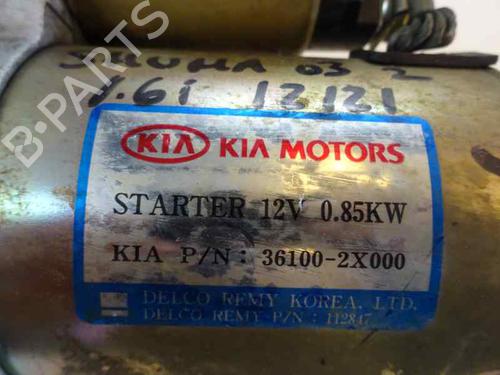 SHUMA 03 2
1.6i 12121
KIA KIA MOTORS
STARTER 12V 0.85KW
KIA P/N : 36100-2X000
DELCO REMY KOREA. LTD.
DELCO REMY P/N : 112847
B-PARTS